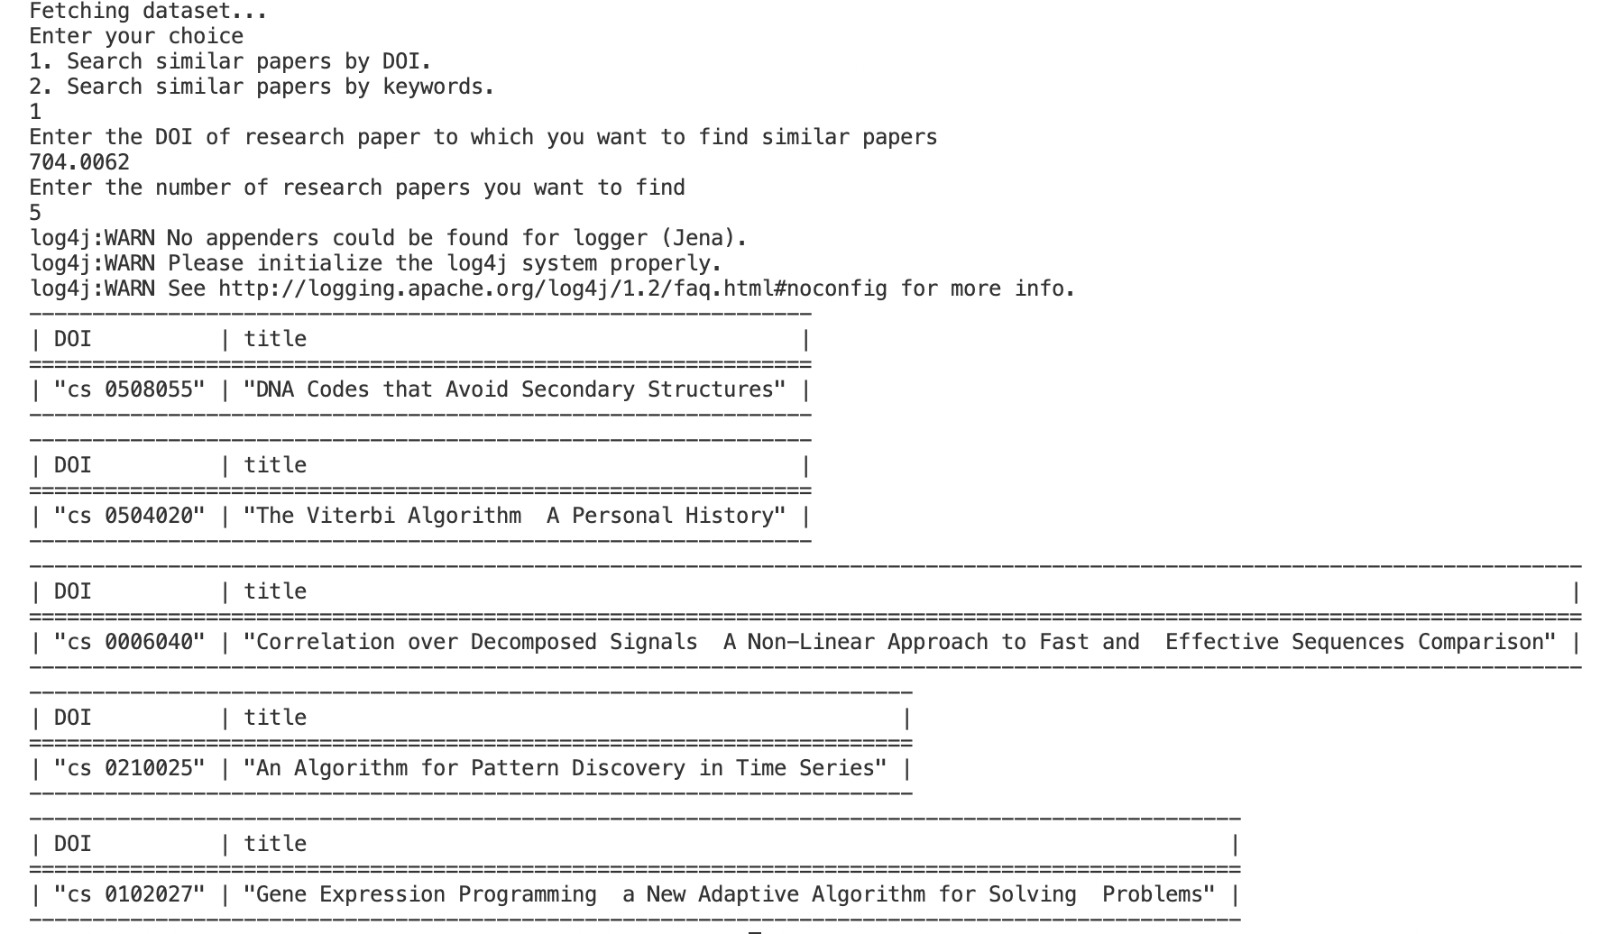 Fetching dataset...
Enter your choice
1. Search similar papers by DOI.
2. Search similar papers by keywords.
1
Enter the DOI of research paper to which you want to find similar papers
704.0062
Enter the number of research papers you want to find
5
log4j:WARN No appenders could be found for logger (Jena).
log4j:WARN Please initialize the log4j system properly.
log4j:WARN See http://logging.apache.org/log4j/1.2/faq.html#noconfig for more info.
--------------------------------------------------------------
| DOI          | title                                       |
==============================================================
| "cs 0508055" | "DNA Codes that Avoid Secondary Structures" |
--------------------------------------------------------------
--------------------------------------------------------------
| DOI          | title                                       |
==============================================================
| "cs 0504020" | "The Viterbi Algorithm  A Personal History" |
--------------------------------------------------------------
---------------------------------------------------------------------------------------------------------------------------
| DOI          | title                                                                                                    |
===========================================================================================================================
| "cs 0006040" | "Correlation over Decomposed Signals  A Non-Linear Approach to Fast and  Effective Sequences Comparison" |
---------------------------------------------------------------------------------------------------------------------------
----------------------------------------------------------------------
| DOI          | title                                               |
======================================================================
| "cs 0210025" | "An Algorithm for Pattern Discovery in Time Series" |
----------------------------------------------------------------------
------------------------------------------------------------------------------------------------
| DOI          | title                                                                         |
================================================================================================
| "cs 0102027" | "Gene Expression Programming  a New Adaptive Algorithm for Solving  Problems" |
------------------------------------------------------------------------------------------------